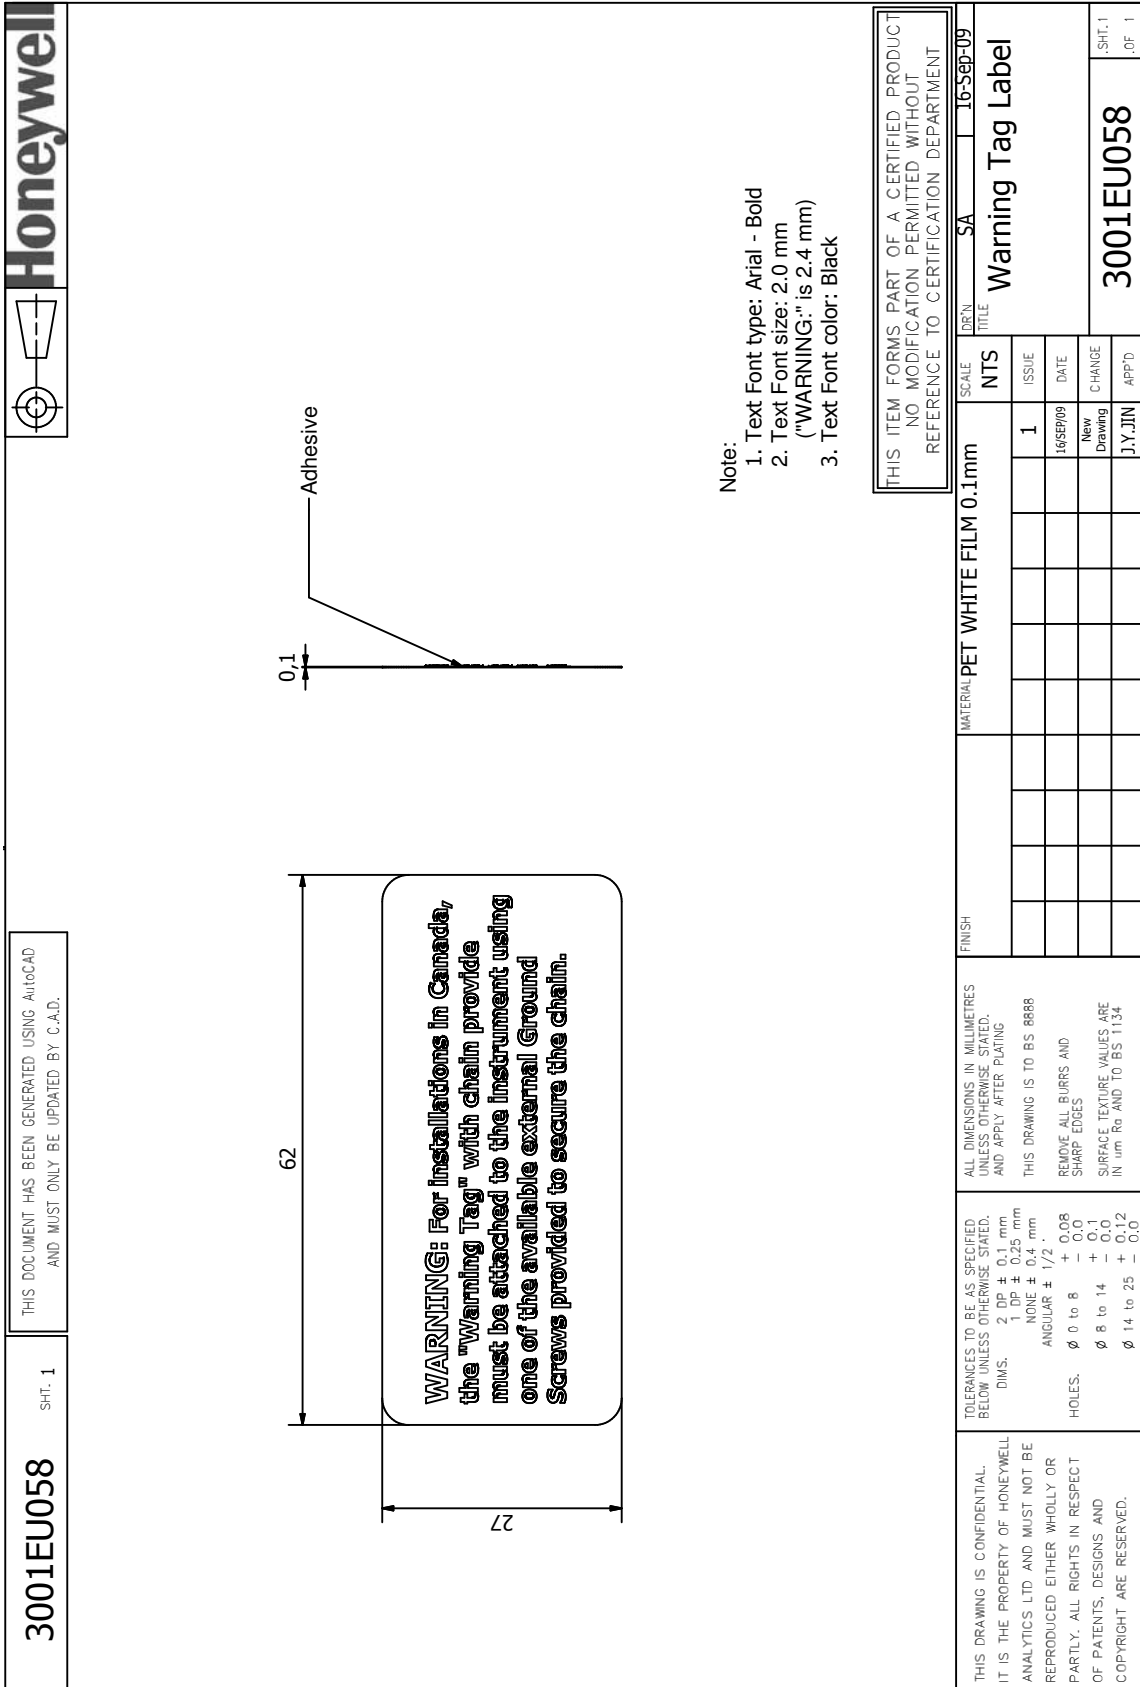 3001EU058
SHT. 1
THIS DOCUMENT HAS BEEN GENERATED USING AutoCAD
AND MUST ONLY BE UPDATED BY C.A.D.
Honeywell
62
27
WARNING: For installations in Canada,
the "Warning Tag" with chain provide
must be attached to the instrument using
one of the available external Ground
Screws provided to secure the chain.
0,1
Adhesive
Note:
1. Text Font type: Arial - Bold
2. Text Font size: 2.0 mm
("WARNING:" is 2.4 mm)
3. Text Font color: Black
THIS ITEM FORMS PART OF A CERTIFIED PRODUCT
NO MODIFICATION PERMITTED WITHOUT
REFERENCE TO CERTIFICATION DEPARTMENT
THIS DRAWING IS CONFIDENTIAL.
IT IS THE PROPERTY OF HONEYWELL
ANALYTICS LTD AND MUST NOT BE
REPRODUCED EITHER WHOLLY OR
PARTLY. ALL RIGHTS IN RESPECT
OF PATENTS, DESIGNS AND
COPYRIGHT ARE RESERVED.
TOLERANCES TO BE AS SPECIFIED
BELOW UNLESS OTHERWISE STATED.
DIMS. 2 DP ± 0.1 mm
1 DP ± 0.25 mm
NONE ± 0.4 mm
ANGULAR ± 1/2 °
HOLES. Ø 0 to 8 + 0.08
- 0.0
Ø 8 to 14 + 0.1
- 0.0
Ø 14 to 25 + 0.12
- 0.0
ALL DIMENSIONS IN MILLIMETRES
UNLESS OTHERWISE STATED.
AND APPLY AFTER PLATING
THIS DRAWING IS TO BS 8888
REMOVE ALL BURRS AND
SHARP EDGES
SURFACE TEXTURE VALUES ARE
IN um Ra AND TO BS 1134
FINISH
MATERIAL PET WHITE FILM 0.1mm
SCALE
NTS
1 ISSUE
16/SEP/09 DATE
New
Drawing
CHANGE
J.Y.JIN APP'D
DR'N SA 16-Sep-09
TITLE
Warning Tag Label
3001EU058
SHT.1
OF 1